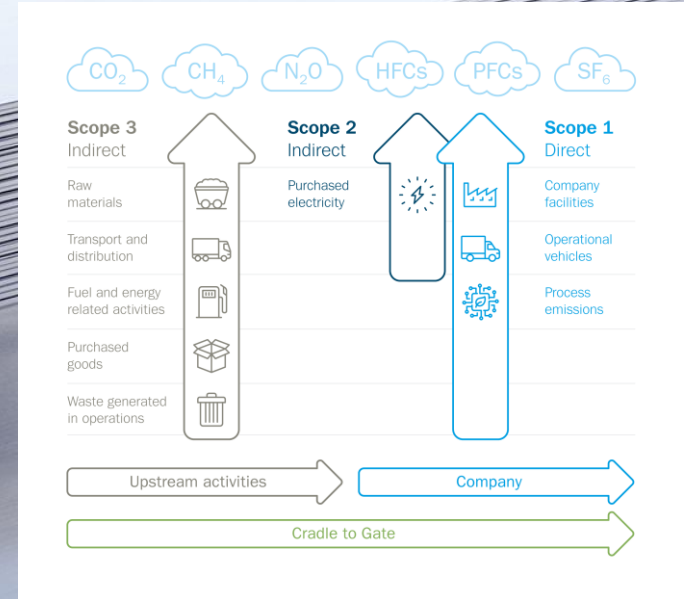 CO₂
CH₄
N₂O
HFCs
PFCs
SF₆
Scope 3
Indirect
Raw
materials
Transport and
distribution
Fuel and energy
related activities
Purchased
goods
Waste generated
in operations
Scope 2
Indirect
Purchased
electricity
Scope 1
Direct
Company
facilities
Operational
vehicles
Process
emissions
Upstream activities
Company
Cradle to Gate